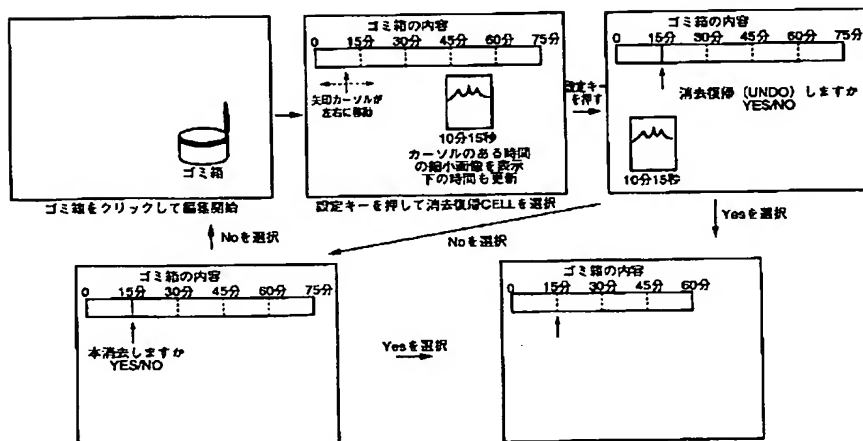 ゴミ箱
ゴミ箱をクリックして編集開始
ゴミ箱の内容
0 15分 30分 45分 60分 75分
矢印カーソルが
左右に移動
10分15秒
カーソルのある時間
の縮小画像を表示
下の時間も更新
設定キーを押して消去復帰CELLを選択
設定キー
を押す
ゴミ箱の内容
0 15分 30分 45分 60分 75分
消去復帰(UNDO)しますか
YES/NO
10分15秒
Noを選択
Noを選択
Yesを選択
ゴミ箱の内容
0 15分 30分 45分 60分 75分
本消去しますか
YES/NO
Yesを選択
ゴミ箱の内容
0 15分 30分 45分 60分